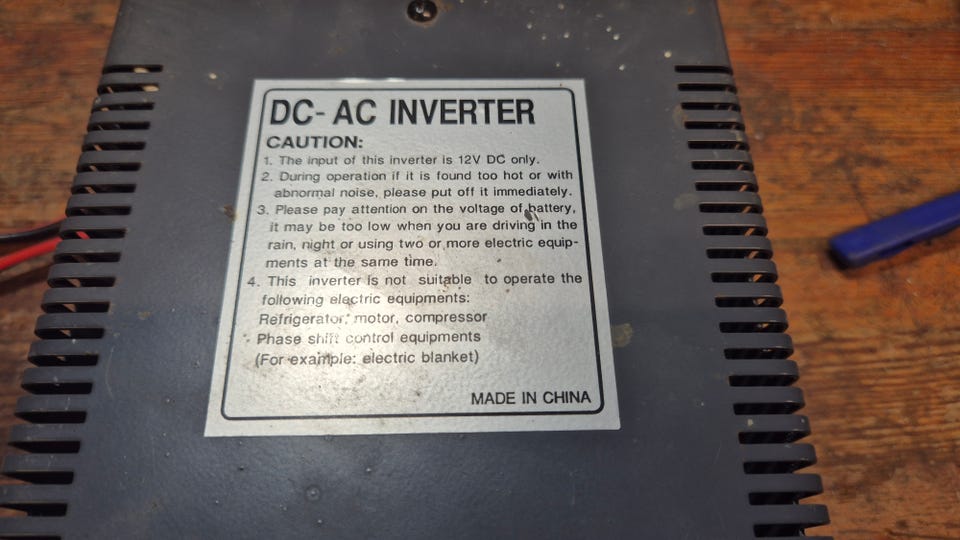 DC- AC INVERTER
CAUTION:
1. The input of this inverter is 12V DC only.
2. During operation if it is found too hot or with
abnormal noise, please put off it immediately.
3. Please pay attention on the voltage of battery,
it may be too low when you are driving in the
rain, night or using two or more electric equip-
ments at the same time.
4. This inverter is not suitable to operate the
following electric equipments:
Refrigerator, motor, compressor
Phase shift control equipments
(For example: electric blanket)
MADE IN CHINA